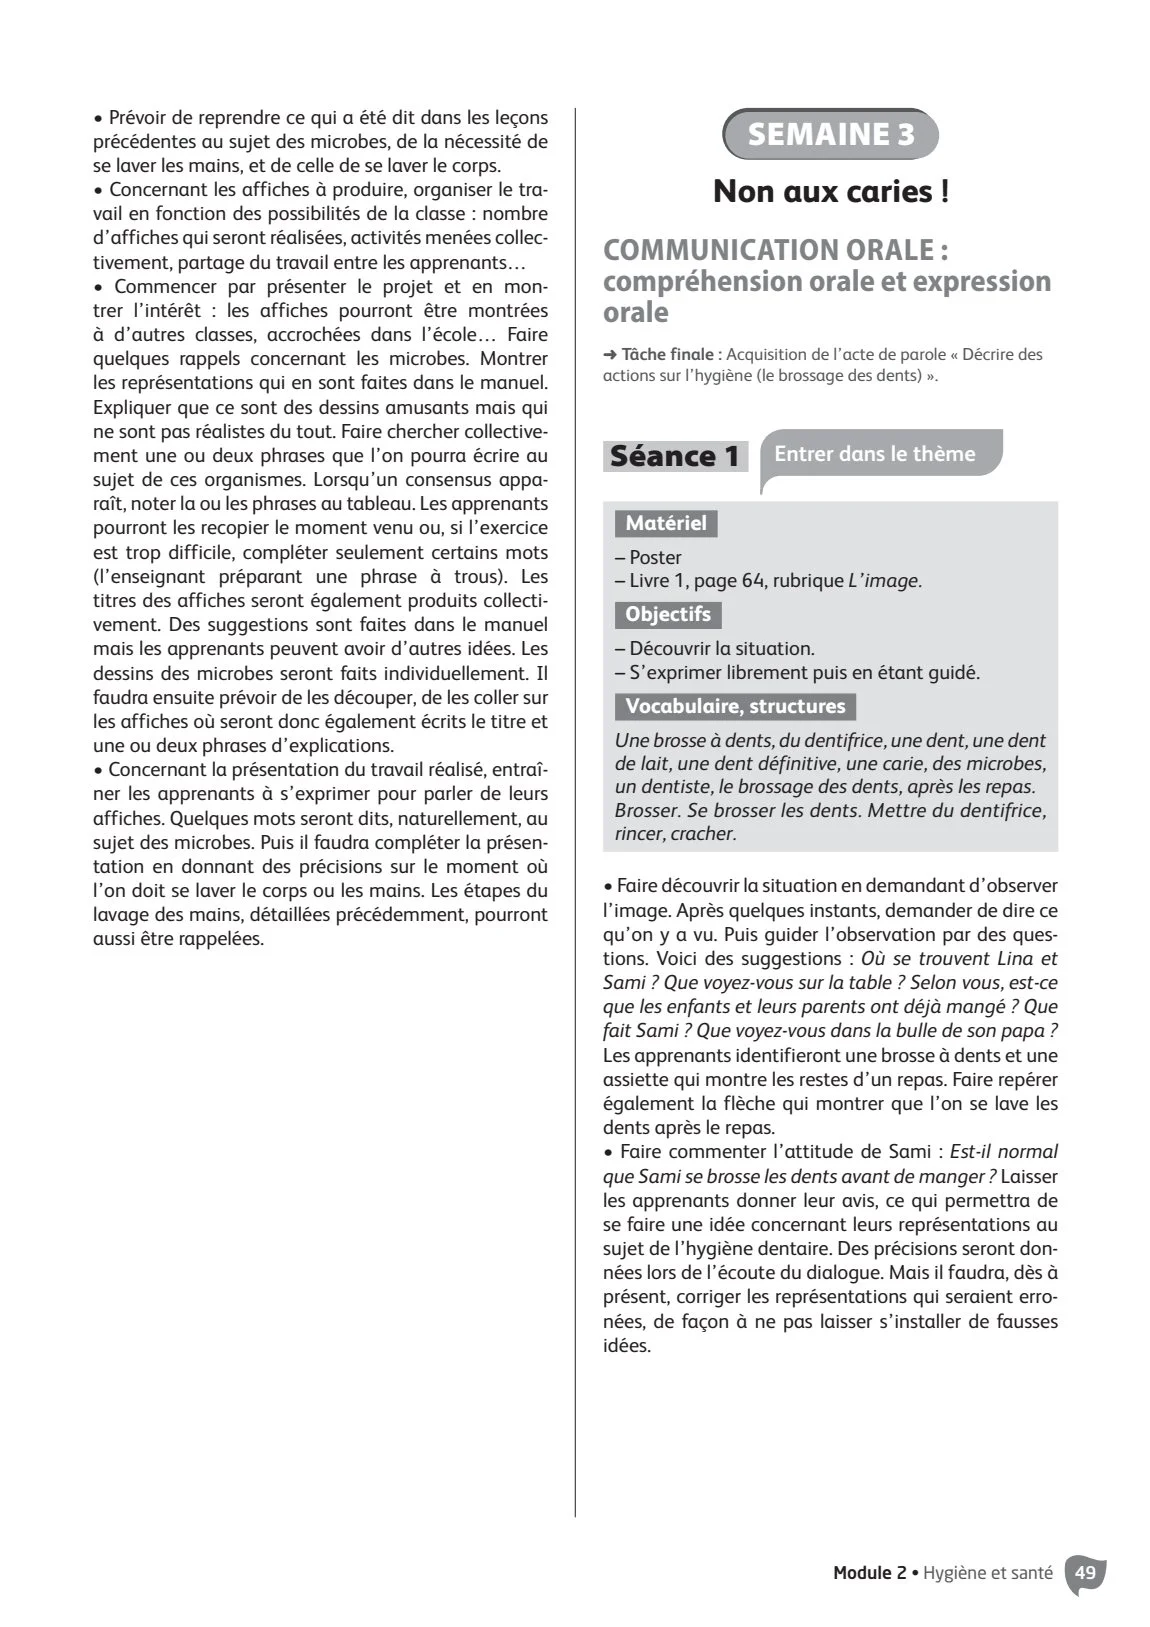 • Prévoir de reprendre ce qui a été dit dans les leçons
précédentes au sujet des microbes, de la nécessité de
se laver les mains, et de celle de se laver le corps.
• Concernant les affiches à produire, organiser le tra-
vail en fonction des possibilités de la classe : nombre
d’affiches qui seront réalisées, activités menées collec-
tivement, partage du travail entre les apprenants…
• Commencer par présenter le projet et en mon-
trer l’intérêt : les affiches pourront être montrées
à d’autres classes, accrochées dans l’école… Faire
quelques rappels concernant les microbes. Montrer
les représentations qui en sont faites dans le manuel.
Expliquer que ce sont des dessins amusants mais qui
ne sont pas réalistes du tout. Faire chercher collective-
ment une ou deux phrases que l’on pourra écrire au
sujet de ces organismes. Lorsqu’un consensus appa-
raît, noter la ou les phrases au tableau. Les apprenants
pourront les recopier le moment venu ou, si l’exercice
est trop difficile, compléter seulement certains mots
(l’enseignant préparant une phrase à trous). Les
titres des affiches seront également produits collecti-
vement. Des suggestions sont faites dans le manuel
mais les apprenants peuvent avoir d’autres idées. Les
dessins des microbes seront faits individuellement. Il
faudra ensuite prévoir de les découper, de les coller sur
les affiches où seront donc également écrits le titre et
une ou deux phrases d’explications.
• Concernant la présentation du travail réalisé, entraî-
ner les apprenants à s’exprimer pour parler de leurs
affiches. Quelques mots seront dits, naturellement, au
sujet des microbes. Puis il faudra compléter la présen-
tation en donnant des précisions sur le moment où
l’on doit se laver le corps ou les mains. Les étapes du
lavage des mains, détaillées précédemment, pourront
aussi être rappelées.
SEMAINE 3
Non aux caries !
COMMUNICATION ORALE :
compréhension orale et expression
orale
➜ Tâche finale : Acquisition de l’acte de parole « Décrire des
actions sur l’hygiène (le brossage des dents) ».
Séance 1 Entrer dans le thème
Matériel
– Poster
– Livre 1, page 64, rubrique L’image.
Objectifs
– Découvrir la situation.
– S’exprimer librement puis en étant guidé.
Vocabulaire, structures
Une brosse à dents, du dentifrice, une dent, une dent
de lait, une dent définitive, une carie, des microbes,
un dentiste, le brossage des dents, après les repas.
Brosser. Se brosser les dents. Mettre du dentifrice,
rincer, cracher.
• Faire découvrir la situation en demandant d’observer
l’image. Après quelques instants, demander de dire ce
qu’on y a vu. Puis guider l’observation par des ques-
tions. Voici des suggestions : Où se trouvent Lina et
Sami ? Que voyez-vous sur la table ? Selon vous, est-ce
que les enfants et leurs parents ont déjà mangé ? Que
fait Sami ? Que voyez-vous dans la bulle de son papa ?
Les apprenants identifieront une brosse à dents et une
assiette qui montre les restes d’un repas. Faire repérer
également la flèche qui montrer que l’on se lave les
dents après le repas.
• Faire commenter l’attitude de Sami : Est-il normal
que Sami se brosse les dents avant de manger ? Laisser
les apprenants donner leur avis, ce qui permettra de
se faire une idée concernant leurs représentations au
sujet de l’hygiène dentaire. Des précisions seront don-
nées lors de l’écoute du dialogue. Mais il faudra, dès à
présent, corriger les représentations qui seraient erro-
nées, de façon à ne pas laisser s’installer de fausses
idées.
Module 2 • Hygiène et santé 49